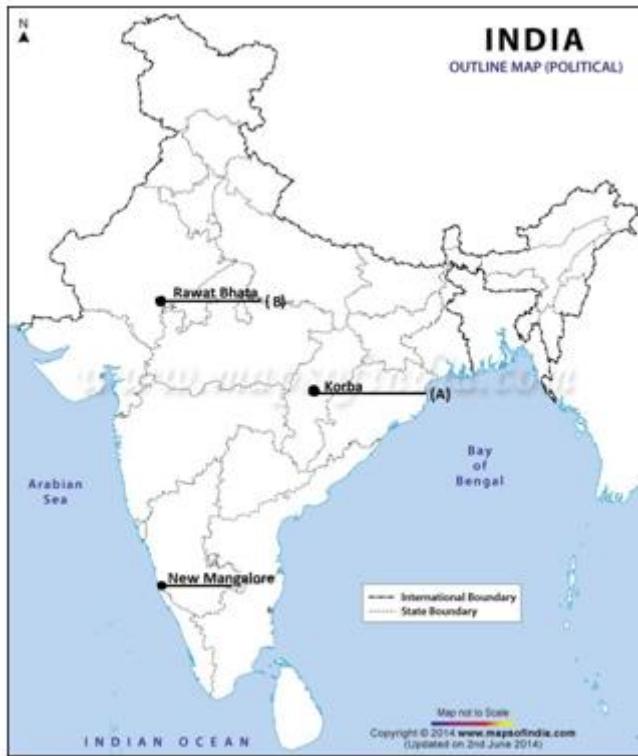 N
INDIA
OUTLINE MAP (POLITICAL)
Rawat Bhata
( B)
Korba
(A)
Arabian
Sea
Bay
of
Bengal
New Mangalore
International Boundary
State Boundary
Map not to Scale
Copyright © 2014 www.mapsofindia.com
(Updated on 2nd June 2014)
INDIAN OCEAN